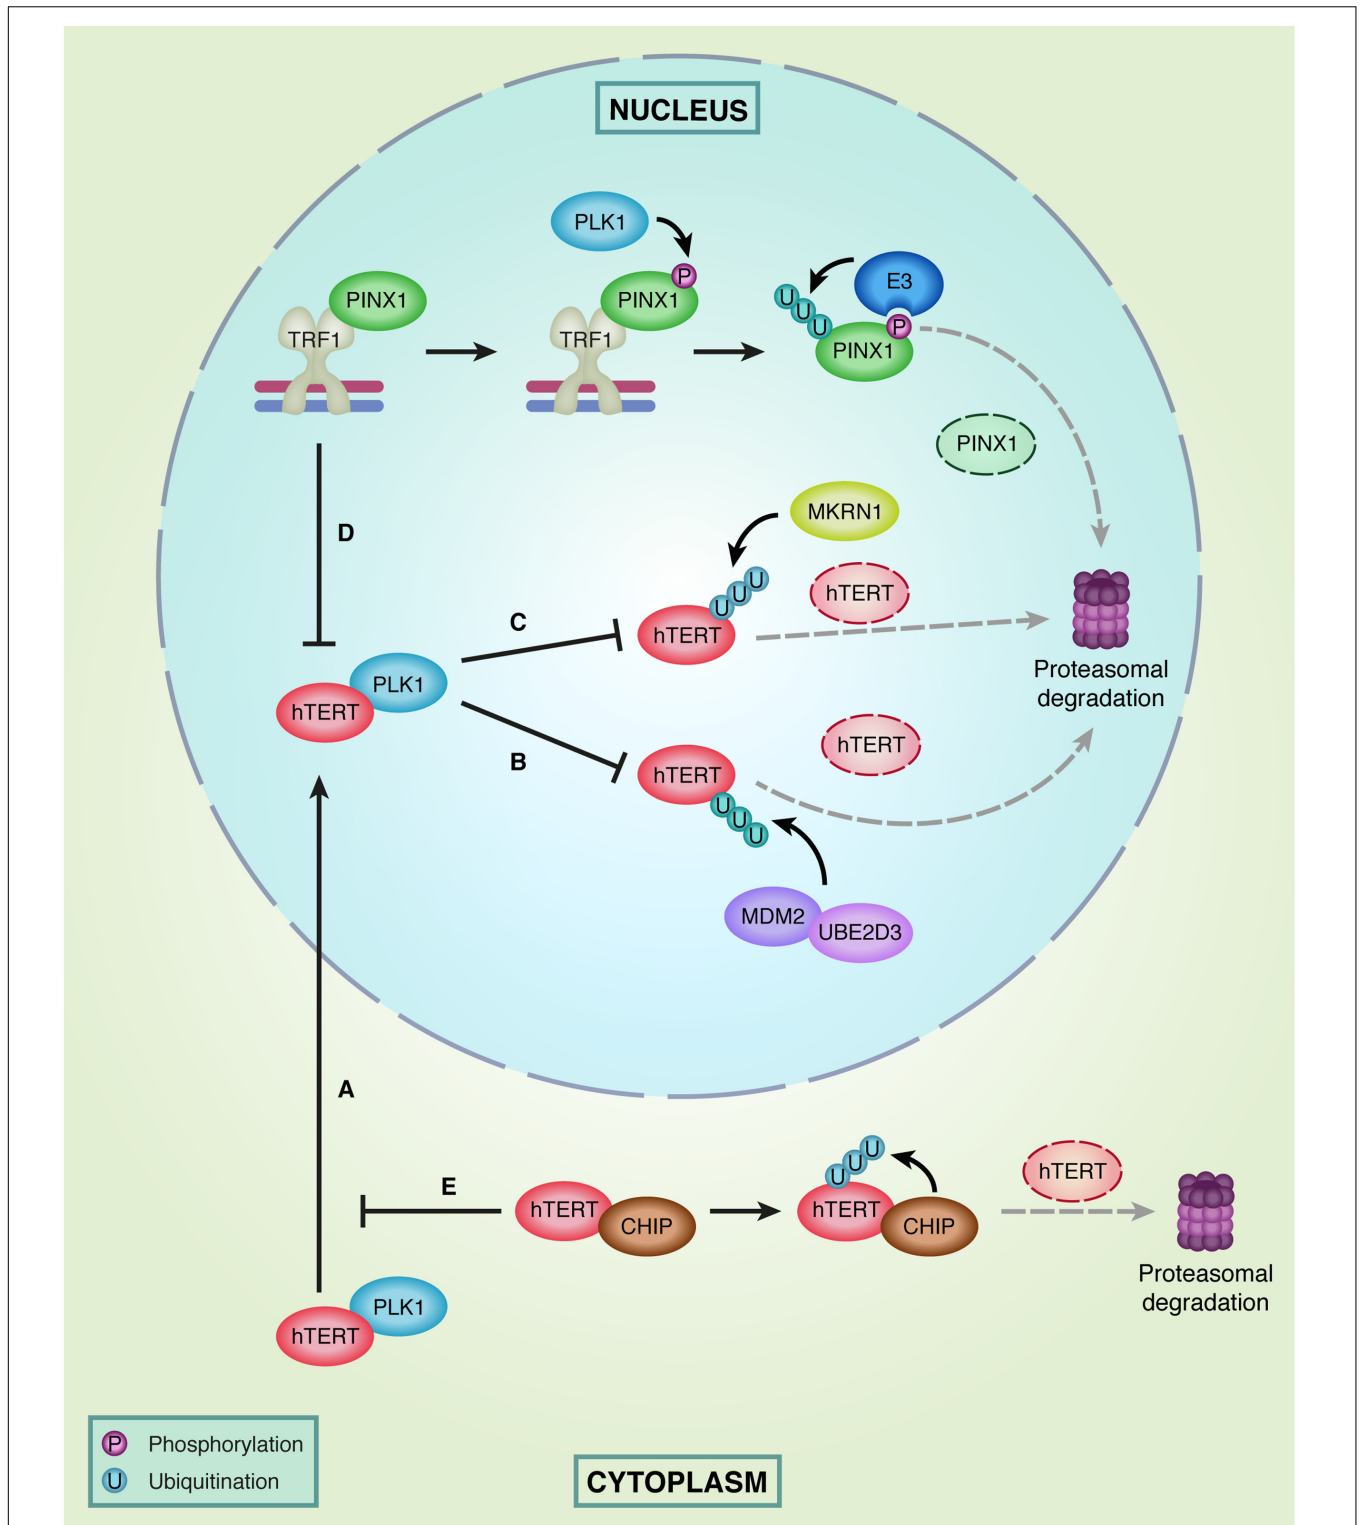 NUCLEUS
PLK1
P
E3
PINX1
PINX1
U
U
U
P
TRF1
TRF1
PINX1
PINX1
MKRN1
D
hTERT
U
U
U
C
hTERT
Proteasomal
degradation
PLK1
hTERT
hTERT
B
hTERT
U
U
U
MDM2
UBE2D3
A
U
U
U
hTERT
E
hTERT
CHIP
hTERT
CHIP
Proteasomal
degradation
PLK1
hTERT
P Phosphorylation
U Ubiquitination
CYTOPLASM